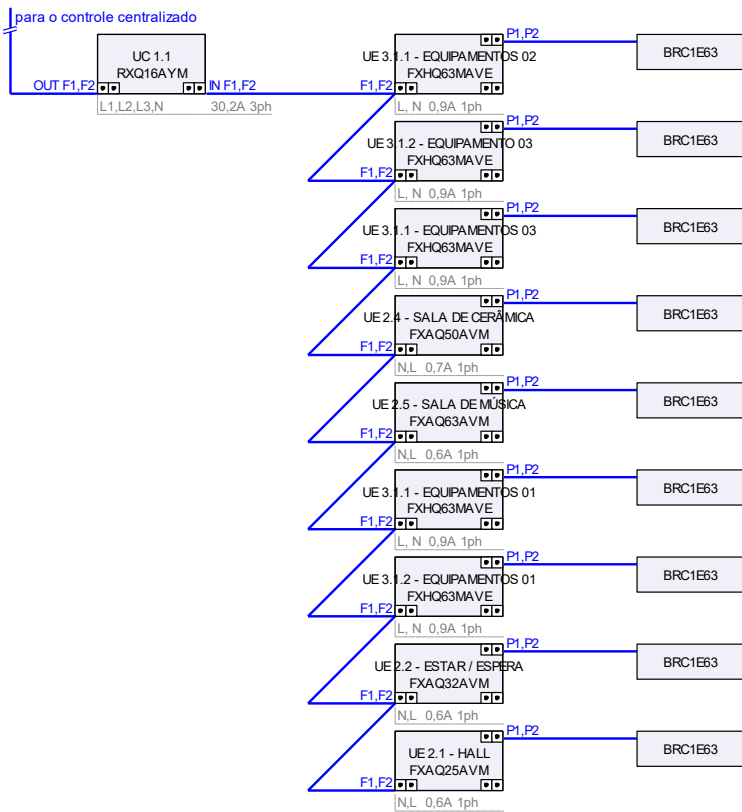 para o controle centralizado
UC 1.1
RXQ16AYM
OUT F1,F2
IN F1,F2
L1,L2,L3,N 30,2A 3ph
P1,P2
UE 3.1.1 - EQUIPAMENTOS 02
FXHQ63MAVE
BRC1E63
F1,F2
L, N 0,9A 1ph
P1,P2
UE 3.1.2 - EQUIPAMENTO 03
FXHQ63MAVE
BRC1E63
F1,F2
L, N 0,9A 1ph
P1,P2
UE 3.1.1 - EQUIPAMENTOS 03
FXHQ63MAVE
BRC1E63
F1,F2
L, N 0,9A 1ph
P1,P2
UE 2.4 - SALA DE CERÂMICA
FXAQ50AVM
BRC1E63
F1,F2
N,L 0,7A 1ph
P1,P2
UE 2.5 - SALA DE MÚSICA
FXAQ63AVM
BRC1E63
F1,F2
N,L 0,6A 1ph
P1,P2
UE 3.1.1 - EQUIPAMENTOS 01
FXHQ63MAVE
BRC1E63
F1,F2
L, N 0,9A 1ph
P1,P2
UE 3.1.2 - EQUIPAMENTOS 01
FXHQ63MAVE
BRC1E63
F1,F2
L, N 0,9A 1ph
P1,P2
UE 2.2 - ESTAR / ESPERA
FXAQ32AVM
BRC1E63
F1,F2
N,L 0,6A 1ph
P1,P2
UE 2.1 - HALL
FXAQ25AVM
BRC1E63
F1,F2
N,L 0,6A 1ph